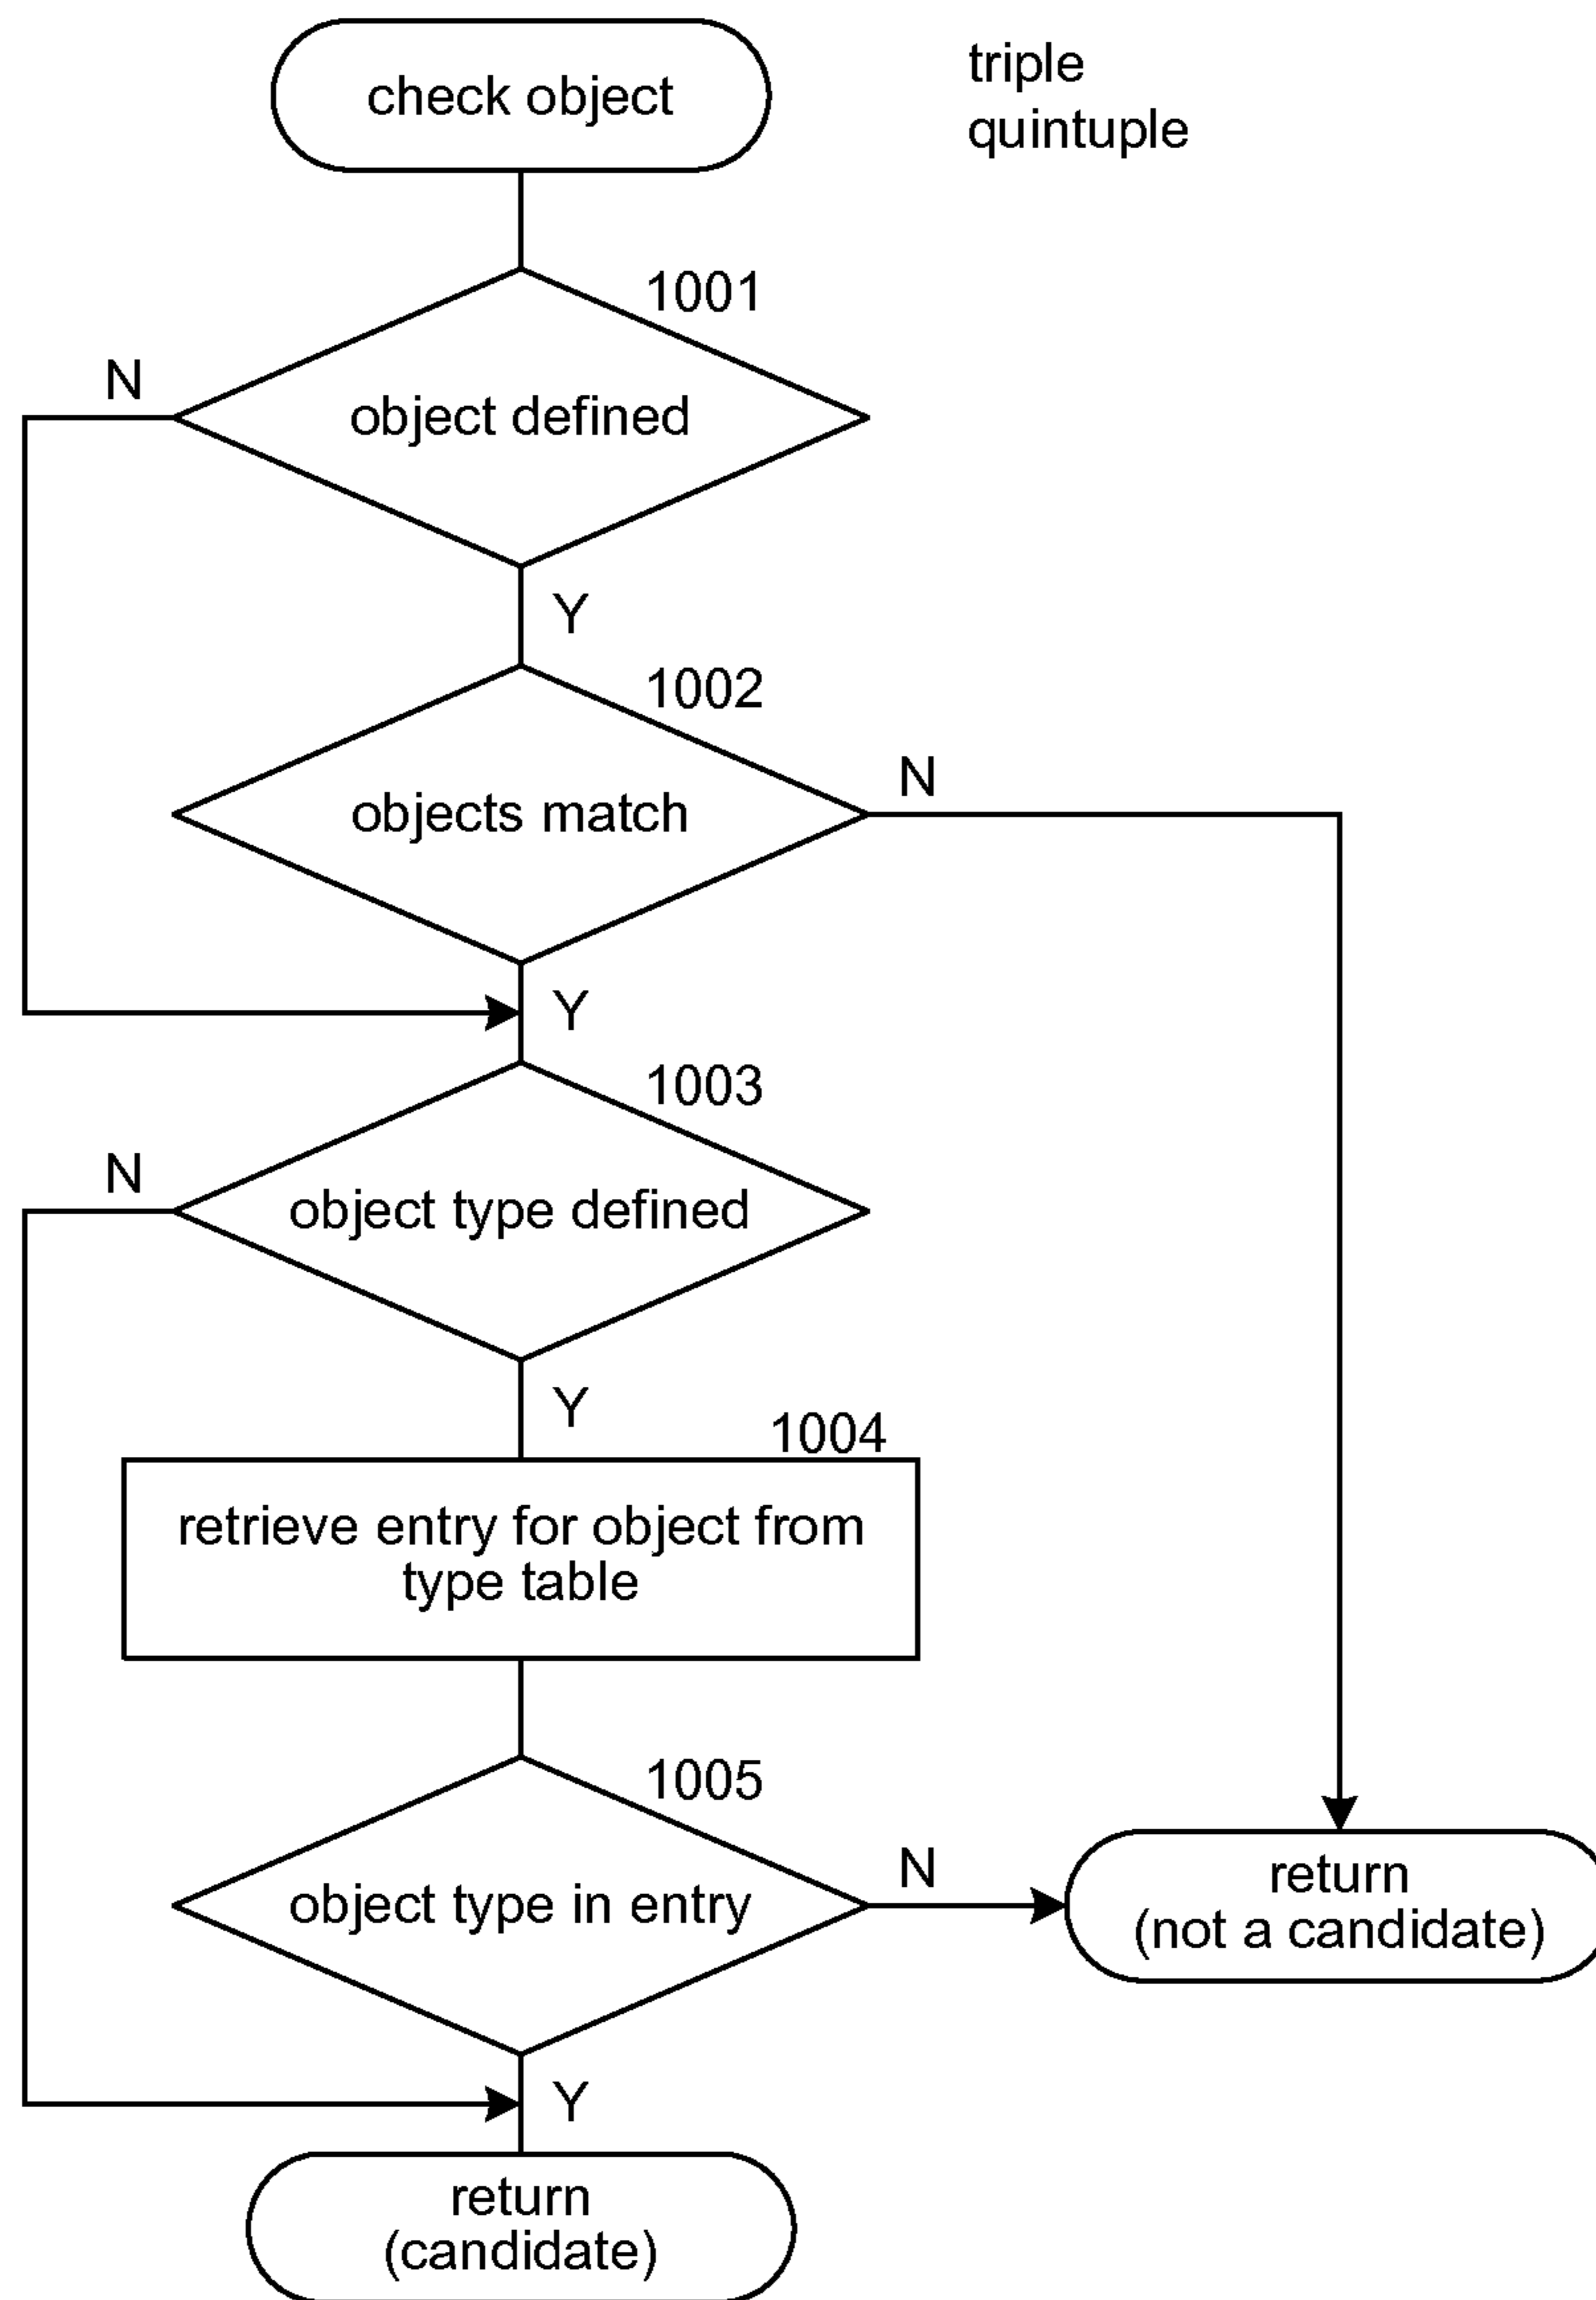 check object
triple
quintuple
1001
N
object defined
Y
1002
N
objects match
Y
1003
N
object type defined
Y
1004
retrieve entry for object from
type table
1005
N
object type in entry
return
(not a candidate)
Y
return
(candidate)